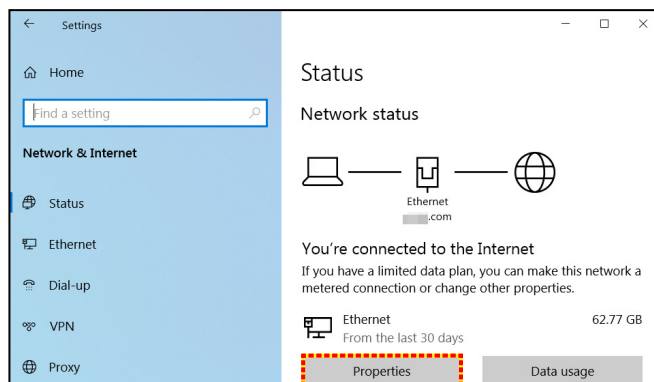 Settings
Home
Find a setting
Network & Internet
Status
Ethernet
Dial-up
VPN
Proxy
Status
Network status
Ethernet
.com
You're connected to the Internet
If you have a limited data plan, you can make this network a
metered connection or change other properties.
Ethernet 62.77 GB
From the last 30 days
Properties Data usage